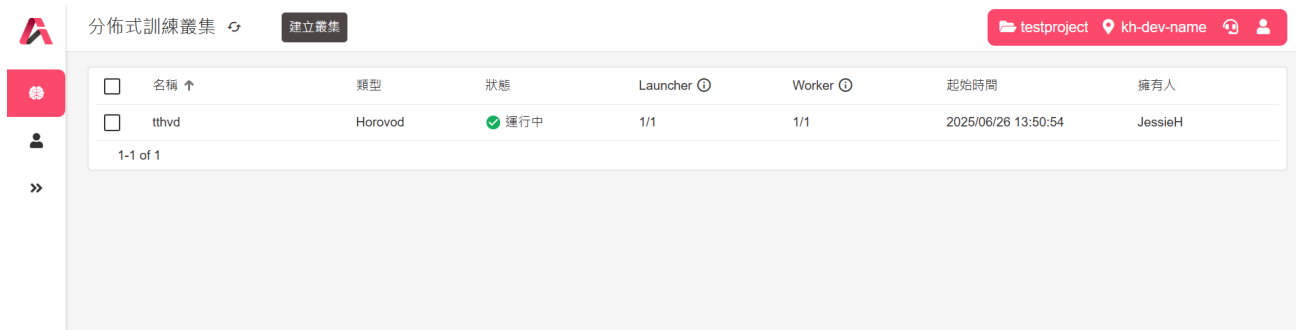 分佈式訓練叢集 建立叢集 testproject kh-dev-name
名稱 類型 狀態 Launcher Worker 起始時間 擁有人
tthvd Horovod 運行中 1/1 1/1 2025/06/26 13:50:54 JessieH
1-1 of 1